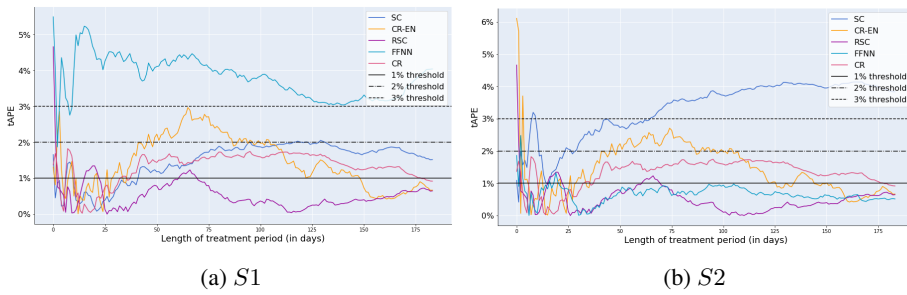 5%
4%
3%
2%
1%
0%
tAPE
0
25
50
75
100
125
150
175
Length of treatment period (in days)
SC
CR-EN
RSC
FFNN
CR
1% threshold
2% threshold
3% threshold
(a) S1
6%
5%
4%
3%
2%
1%
0%
tAPE
0
25
50
75
100
125
150
175
Length of treatment period (in days)
SC
CR-EN
RSC
FFNN
CR
1% threshold
2% threshold
3% threshold
(b) S2